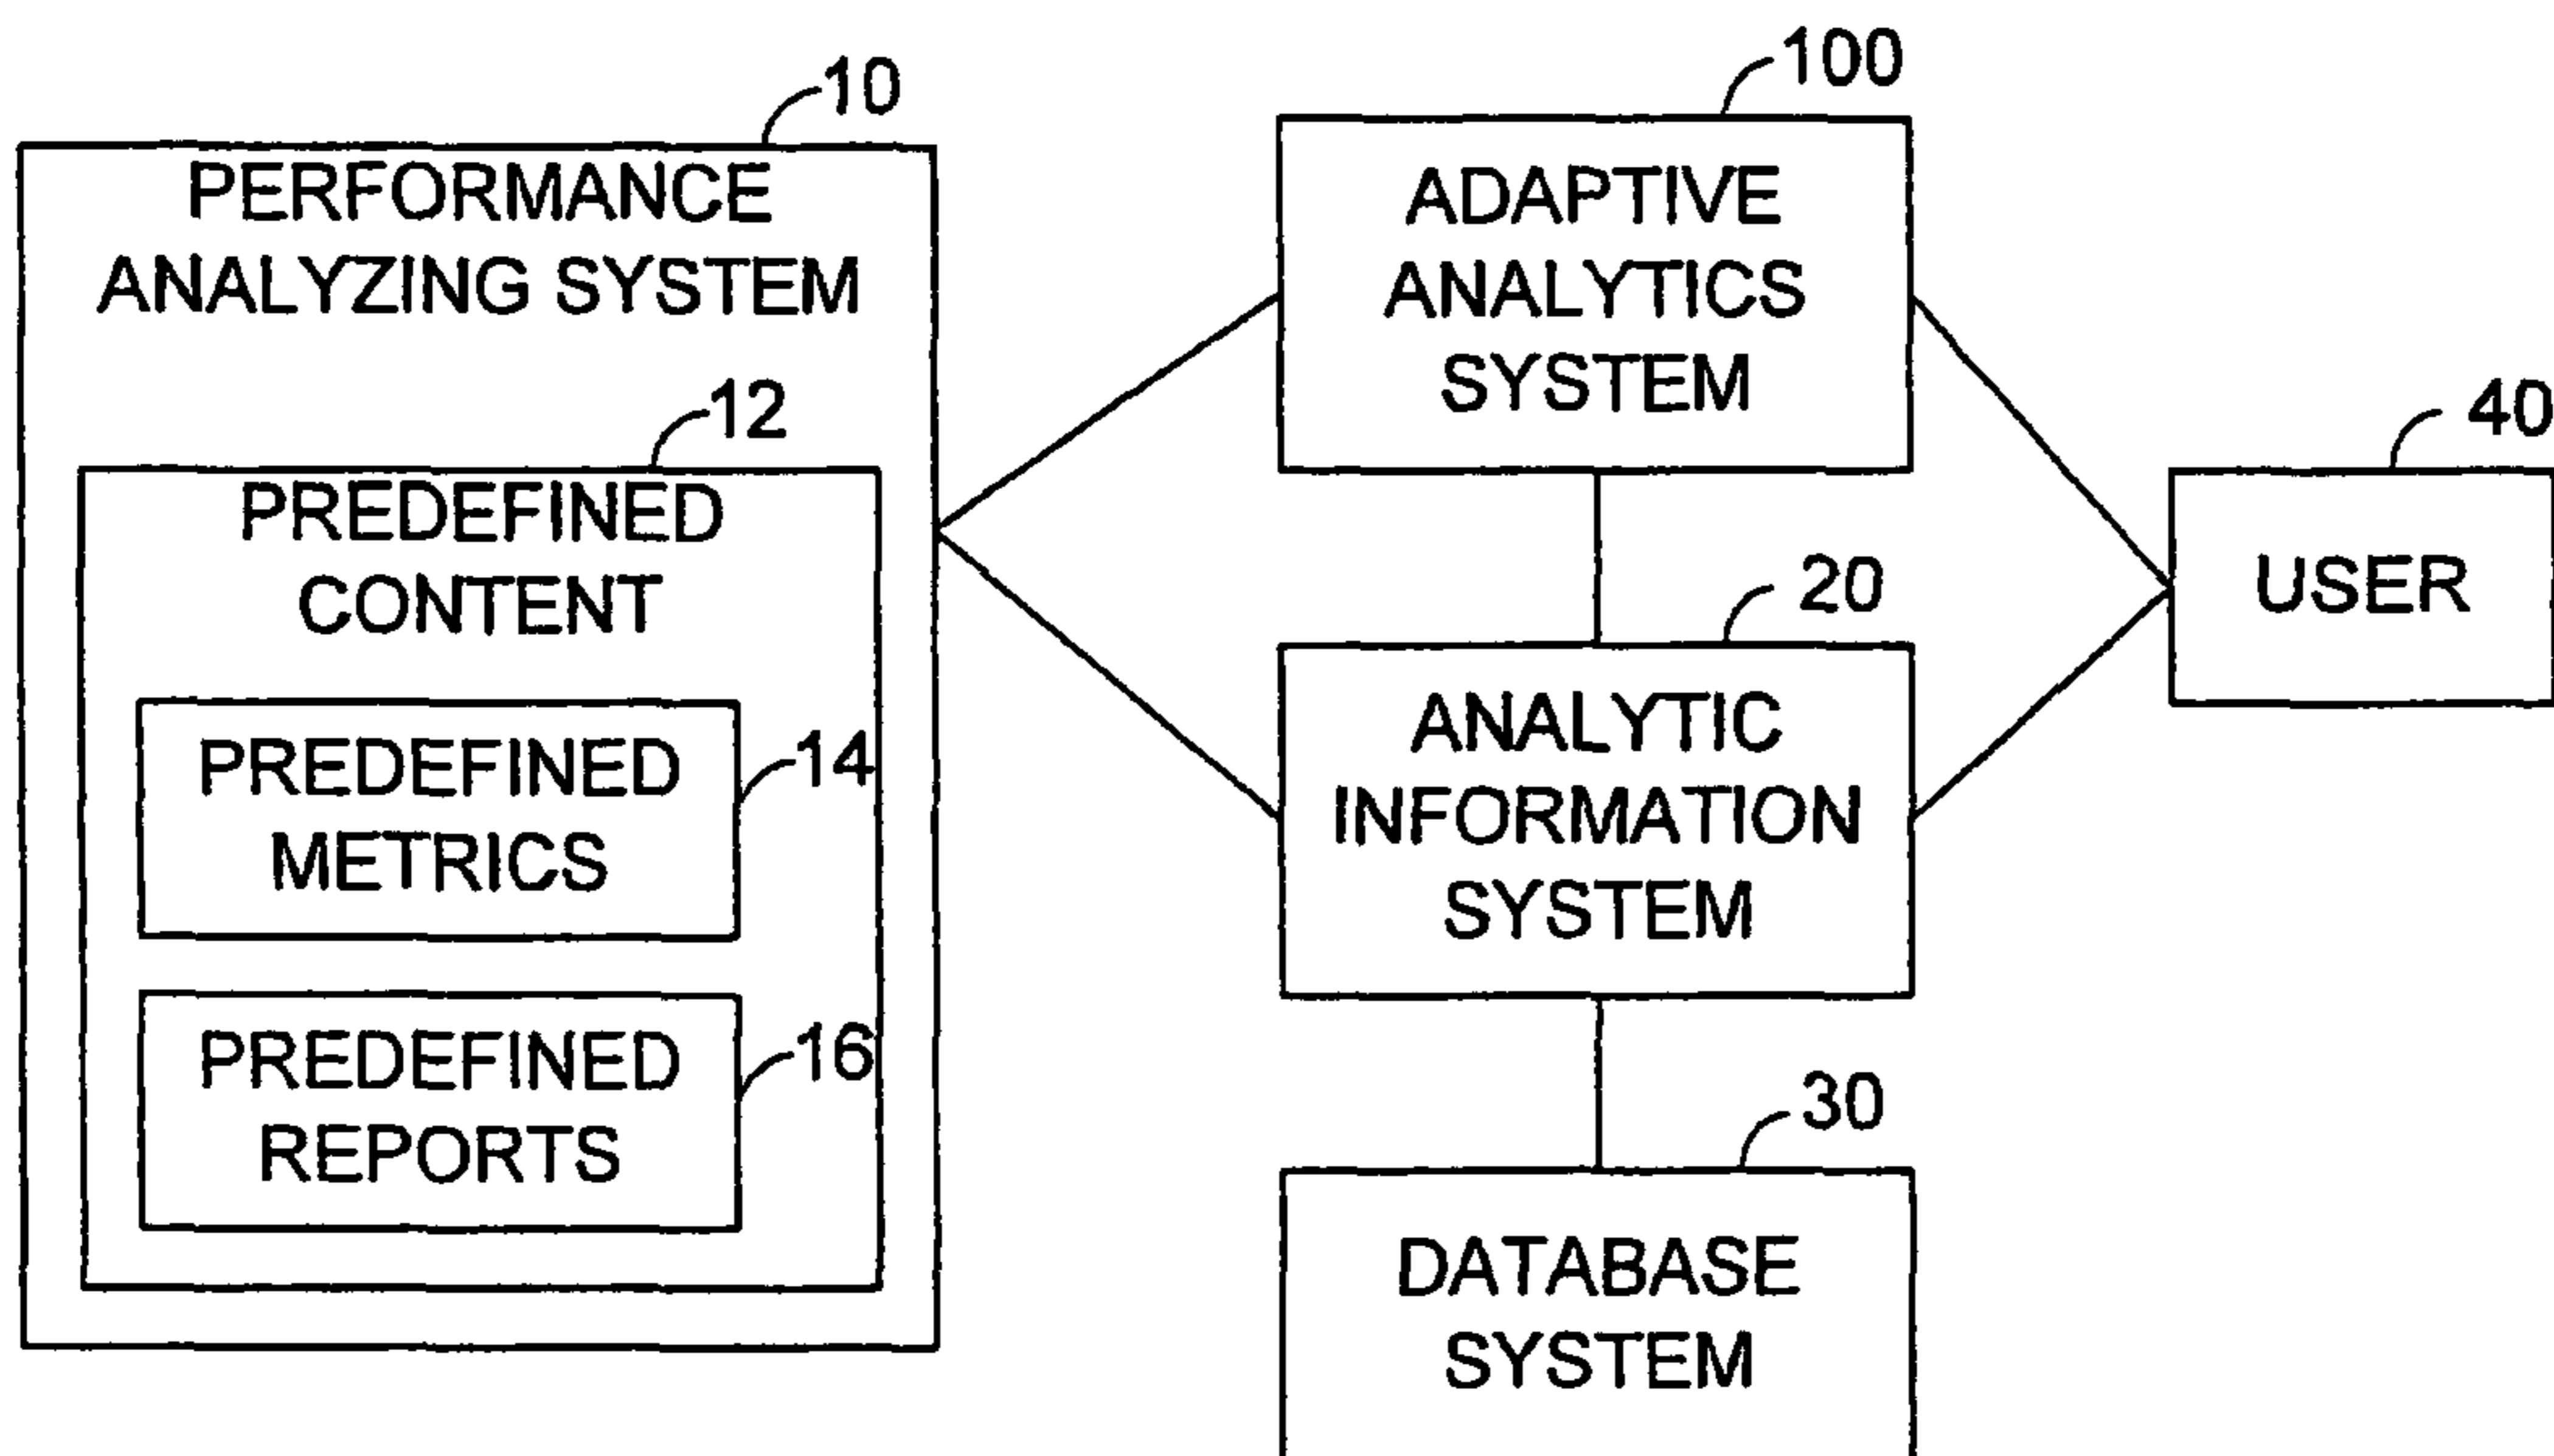 10
PERFORMANCE
ANALYZING SYSTEM
12
PREDEFINED
CONTENT
PREDEFINED
METRICS
14
PREDEFINED
REPORTS
16
100
ADAPTIVE
ANALYTICS
SYSTEM
20
ANALYTIC
INFORMATION
SYSTEM
30
DATABASE
SYSTEM
40
USER